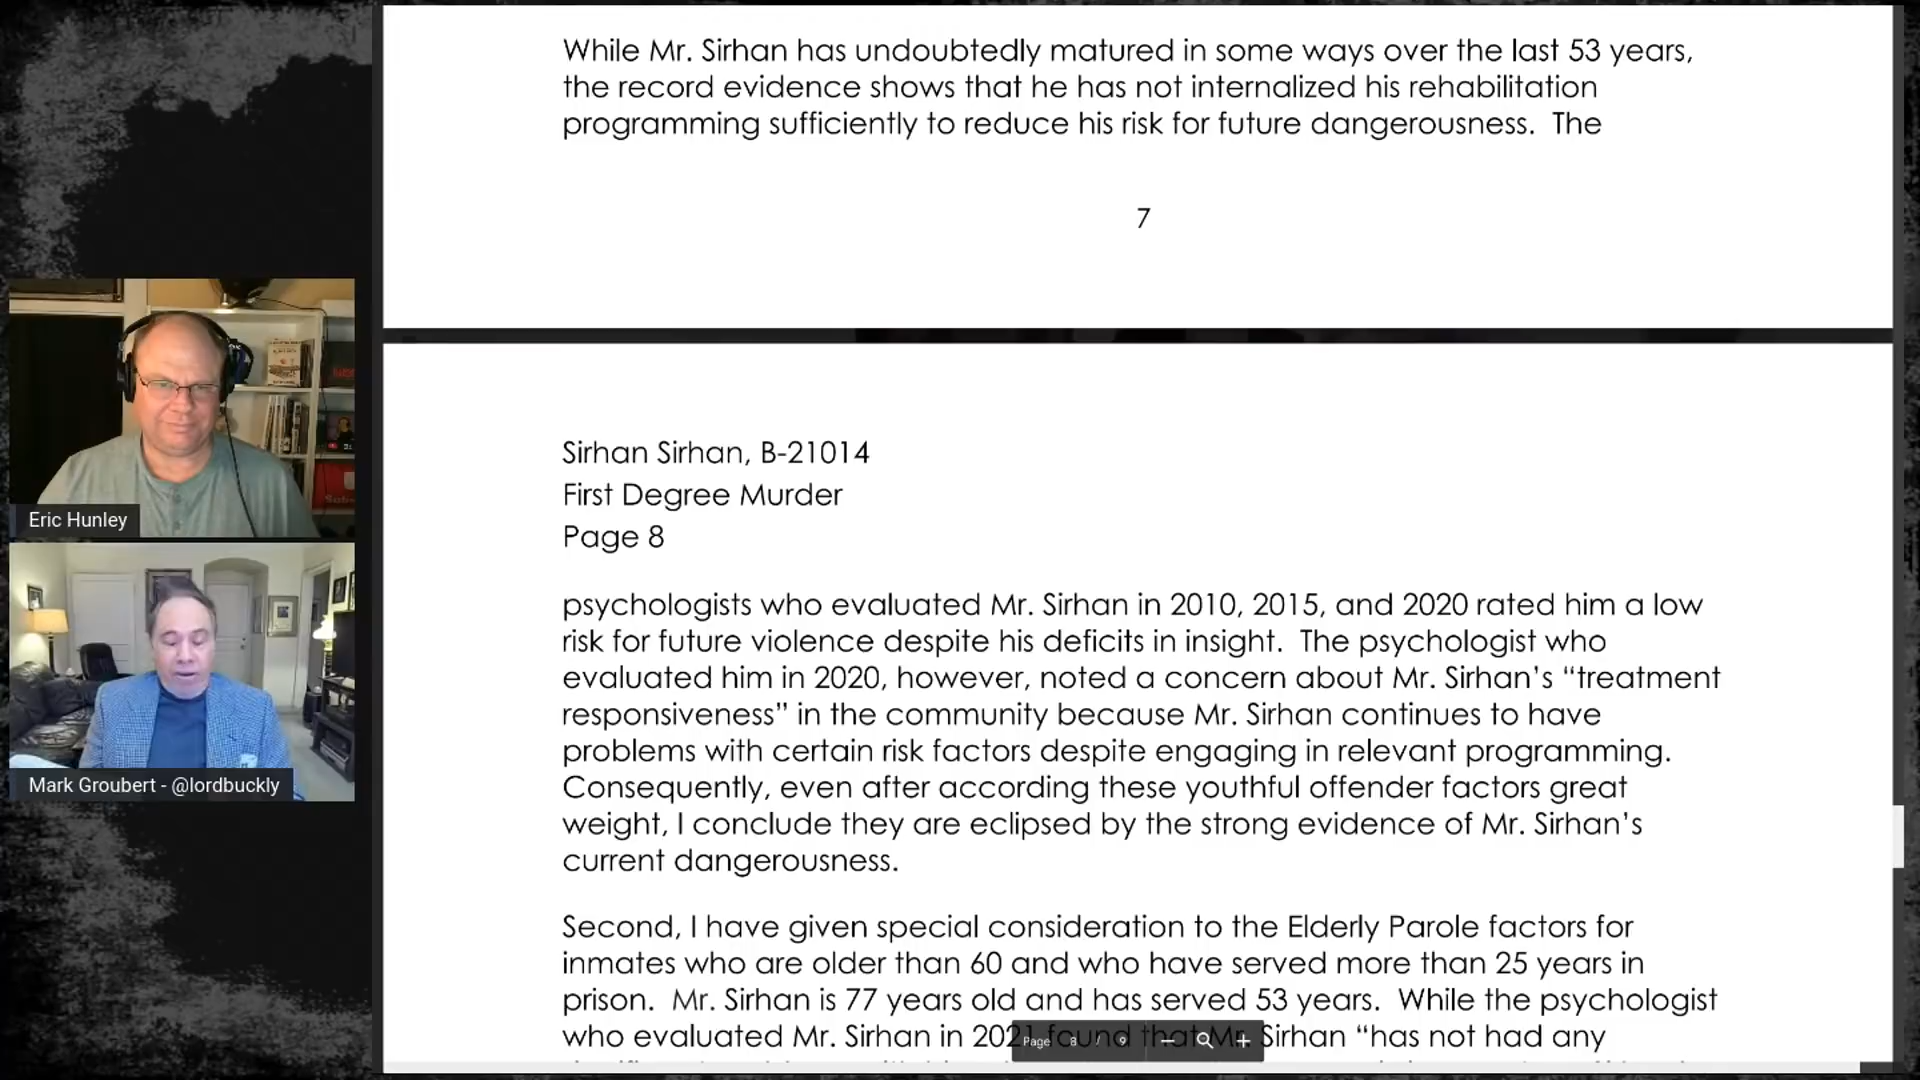 While Mr. Sirhan has undoubtedly matured in some ways over the last 53 years,
the record evidence shows that he has not internalized his rehabilitation
programming sufficiently to reduce his risk for future dangerousness. The
7
Sirhan Sirhan, B-21014
First Degree Murder
Page 8
psychologists who evaluated Mr. Sirhan in 2010, 2015, and 2020 rated him a low
risk for future violence despite his deficits in insight. The psychologist who
evaluated him in 2020, however, noted a concern about Mr. Sirhan’s “treatment
responsiveness” in the community because Mr. Sirhan continues to have
problems with certain risk factors despite engaging in relevant programming.
Consequently, even after according these youthful offender factors great
weight, I conclude they are eclipsed by the strong evidence of Mr. Sirhan’s
current dangerousness.
Second, I have given special consideration to the Elderly Parole factors for
inmates who are older than 60 and who have served more than 25 years in
prison. Mr. Sirhan is 77 years old and has served 53 years. While the psychologist
who evaluated Mr. Sirhan in 2021 found that Mr. Sirhan “has not had any
Page 8 / 9
Eric Hunley
Mark Groubert - @lordbuckly